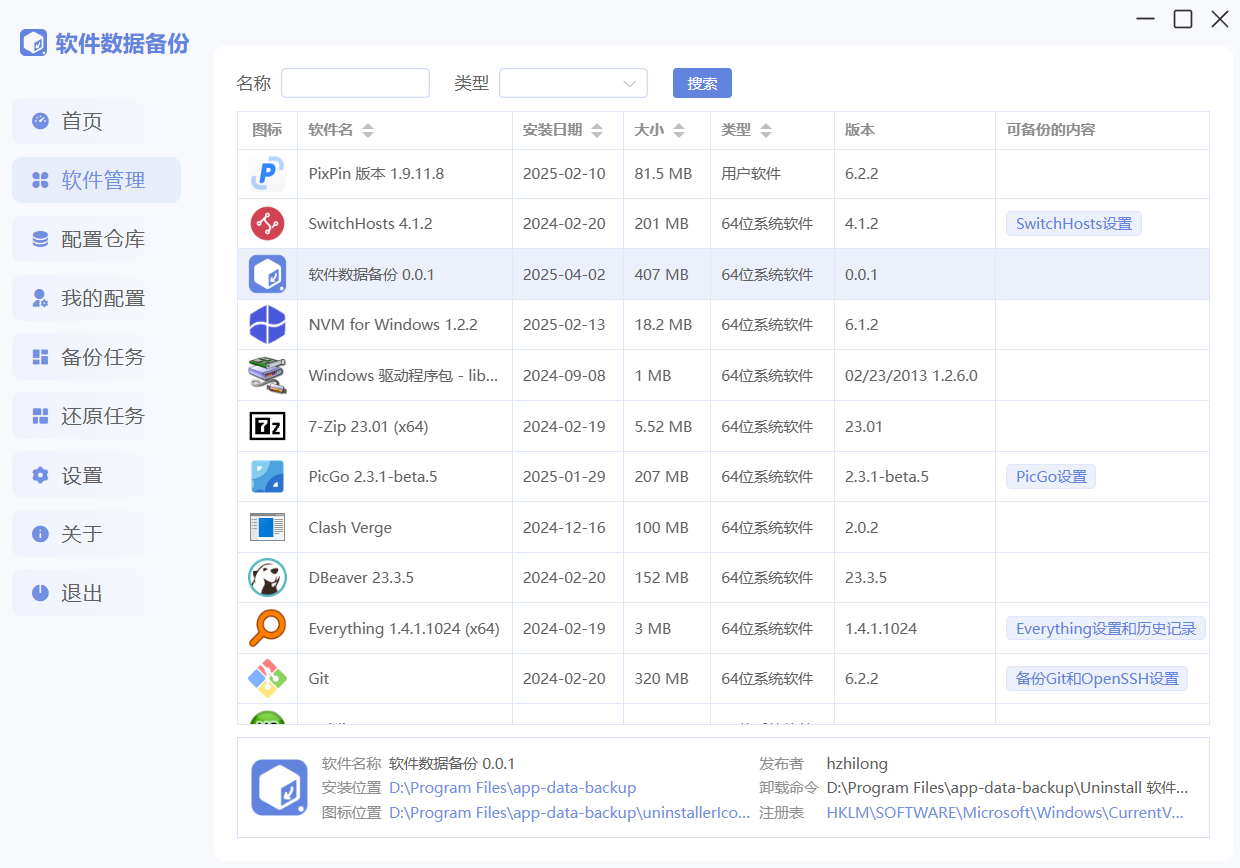 软件数据备份
首页
软件管理
配置仓库
我的配置
备份任务
还原任务
设置
关于
退出
名称 类型 搜索
图标 软件名 安装日期 大小 类型 版本 可备份的内容
PixPin 版本 1.9.11.8 2025-02-10 81.5 MB 用户软件 6.2.2
SwitchHosts 4.1.2 2024-02-20 201 MB 64位系统软件 4.1.2 SwitchHosts设置
软件数据备份 0.0.1 2025-04-02 407 MB 64位系统软件 0.0.1
NVM for Windows 1.2.2 2025-02-13 18.2 MB 64位系统软件 6.1.2
Windows 驱动程序包 - lib... 2024-09-08 1 MB 64位系统软件 02/23/2013 1.2.6.0
7z 7-Zip 23.01 (x64) 2024-02-19 5.52 MB 64位系统软件 23.01
PicGo 2.3.1-beta.5 2025-01-29 207 MB 64位系统软件 2.3.1-beta.5 PicGo设置
Clash Verge 2024-12-16 100 MB 64位系统软件 2.0.2
DBeaver 23.3.5 2024-02-20 152 MB 64位系统软件 23.3.5
Everything 1.4.1.1024 (x64) 2024-02-19 3 MB 64位系统软件 1.4.1.1024 Everything设置和历史记录
Git 2024-02-20 320 MB 64位系统软件 6.2.2 备份Git和OpenSSH设置
软件名称 软件数据备份 0.0.1 发布者 hzhilong
安装位置 D:\Program Files\app-data-backup 卸载命令 D:\Program Files\app-data-backup\Uninstall 软件...
图标位置 D:\Program Files\app-data-backup\uninstallerIco... 注册表 HKLM\SOFTWARE\Microsoft\Windows\CurrentV...